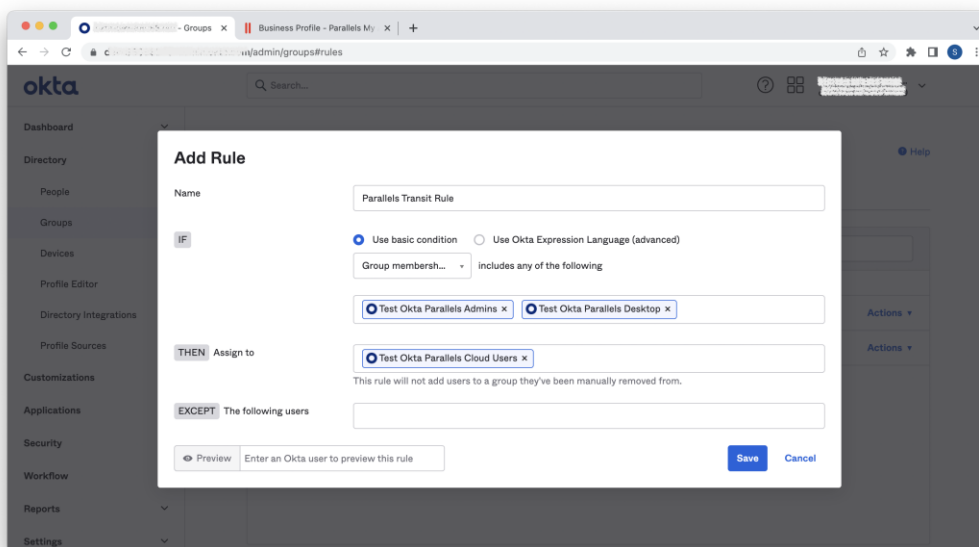 - Groups ×
Business Profile - Parallels My ×
+
m/admin/groups#rules
S
okta
Search...
Dashboard
Directory
People
Groups
Devices
Profile Editor
Directory Integrations
Profile Sources
Customizations
Applications
Security
Workflow
Reports
Settings
Help
Actions
Actions
Add Rule
Name
Parallels Transit Rule
IF
Use basic condition
Use Okta Expression Language (advanced)
Group membersh... includes any of the following
Test Okta Parallels Admins × Test Okta Parallels Desktop ×
THEN Assign to
Test Okta Parallels Cloud Users ×
This rule will not add users to a group they've been manually removed from.
EXCEPT The following users
Preview Enter an Okta user to preview this rule
Save Cancel